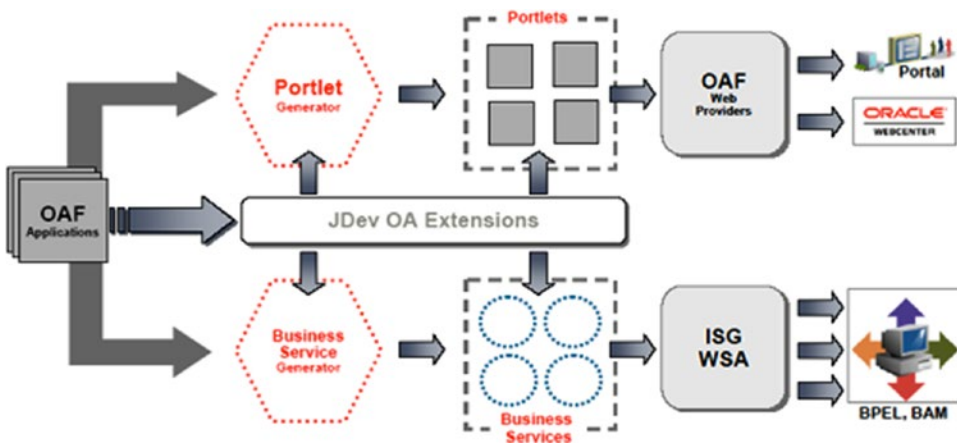 Portlets
Portlet
Generator
OAF
Web
Providers
Portal
ORACLE
WEBCENTER
OAF
Applications
JDev OA Extensions
Business
Service
Generator
ISG
WSA
Business
Services
BPEL, BAM